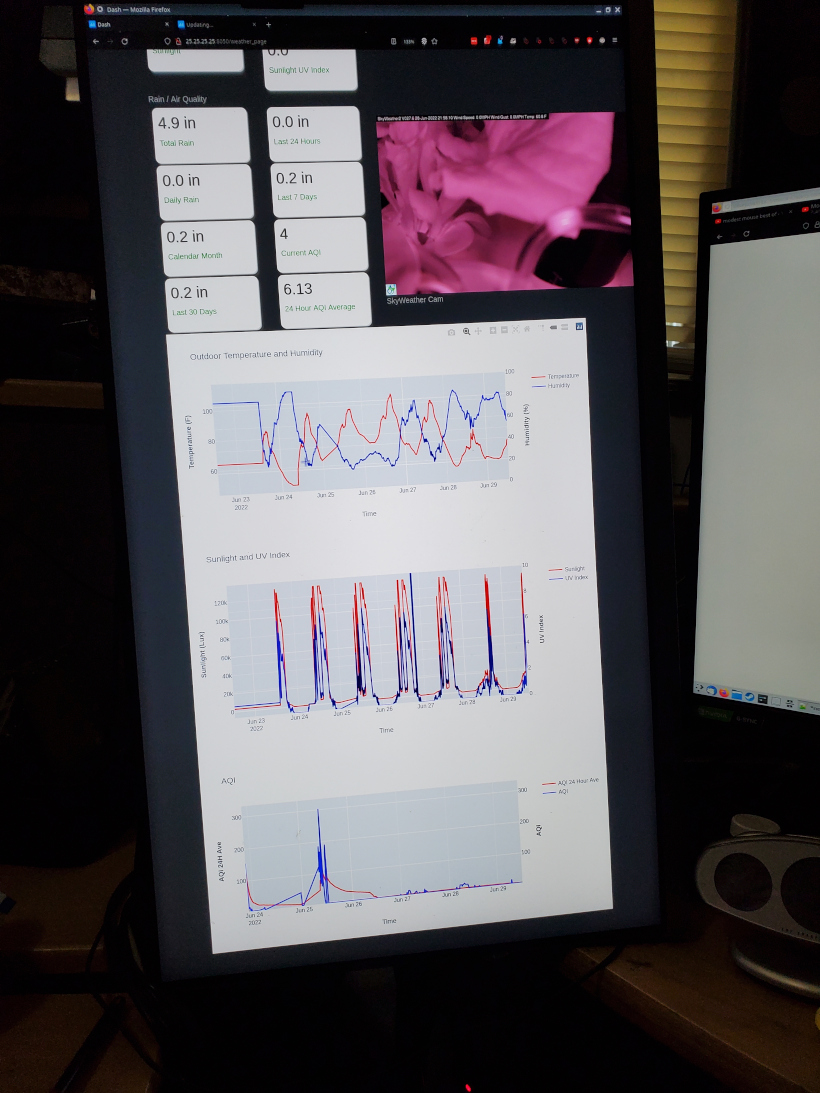 Dash — Mozilla Firefox
Dash
Updating...
25.25.25.25:8050/weather_page
133%
Sunlight
0.0
Sunlight UV Index
Rain / Air Quality
4.9 in
Total Rain
0.0 in
Last 24 Hours
0.0 in
Daily Rain
0.2 in
Last 7 Days
0.2 in
Calendar Month
4
Current AQI
0.2 in
Last 30 Days
6.13
24 Hour AQI Average
SkyWeather Cam
Outdoor Temperature and Humidity
Temperature
Humidity
Temperature (F)
100
80
60
100
80
60
40
20
0
Humidity (%)
Jun 23
2022
Jun 24
Jun 25
Jun 26
Jun 27
Jun 28
Jun 29
Time
Sunlight and UV Index
Sunlight
UV Index
Sunlight (Lux)
120k
100k
80k
60k
40k
20k
0
10
8
6
4
2
0
UV Index
Jun 23
2022
Jun 24
Jun 25
Jun 26
Jun 27
Jun 28
Jun 29
Time
AQI
AQI 24 Hour Ave
AQI
AQI 24H Ave
300
200
100
300
200
100
AQI
Jun 24
2022
Jun 25
Jun 26
Jun 27
Jun 28
Jun 29
Time